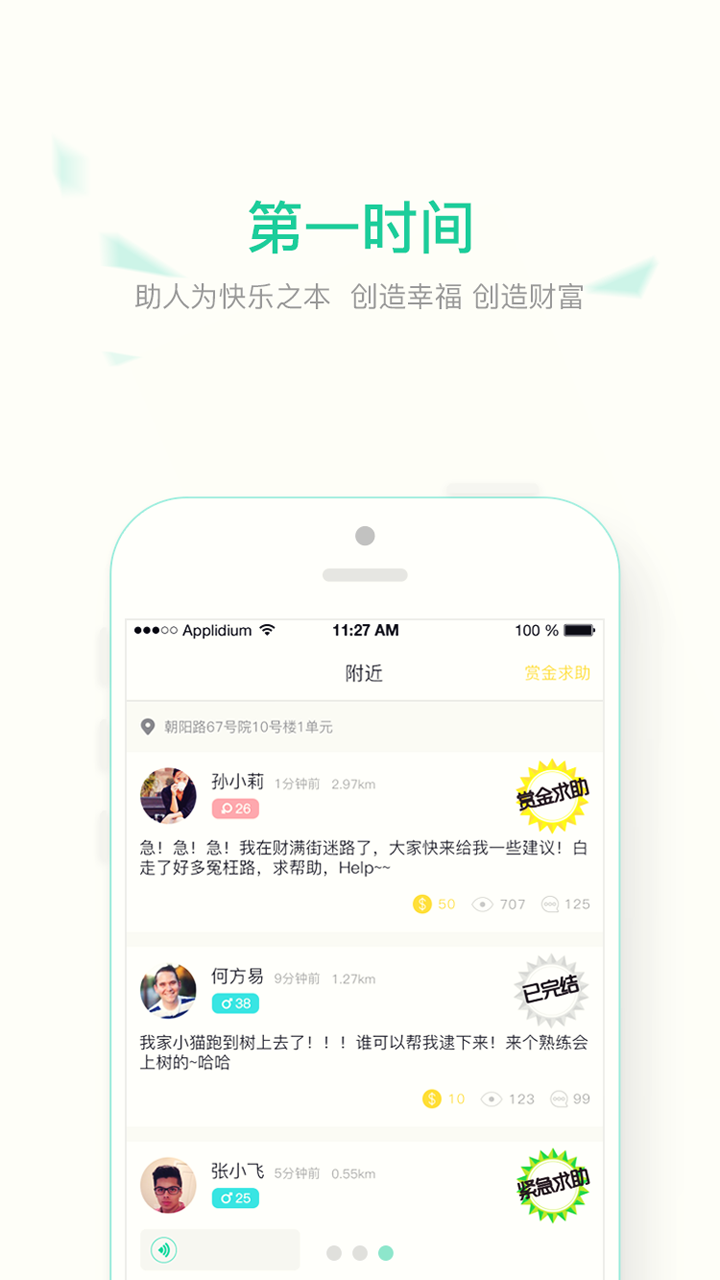 第一时间
助人为快乐之本 创造幸福 创造财富
Applidium 11:27 AM 100 %
附近 赏金求助
朝阳路67号院10号楼1单元
孙小莉 1分钟前 2.97km
赏金求助
26
急！急！急！我在财满街迷路了，大家快来给我一些建议！白
走了好多冤枉路，求帮助，Help~~
$ 50 707 125
何方易 9分钟前 1.27km
已完结
38
我家小猫跑到树上去了！！！谁可以帮我逮下来！来个熟练会
上树的~哈哈
$ 10 123 99
张小飞 5分钟前 0.55km
紧急求助
25